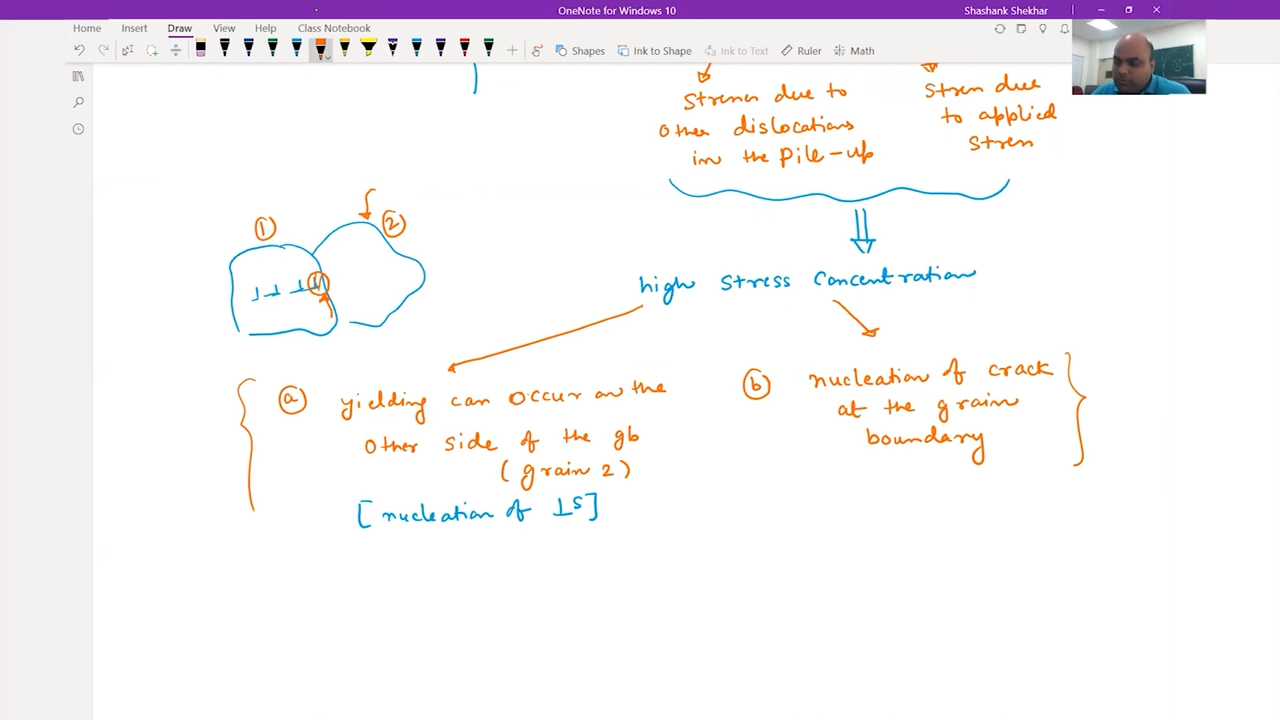 OneNote for Windows 10
Shashank Shekhar
Home Insert Draw View Help Class Notebook
Shapes Ink to Shape Ink to Text Ruler Math
Stress due to
other dislocations
in the pile-up
Stress due
to applied
stress
① ②
high stress concentration
ⓐ yielding can occur on the
other side of the gb
(grain 2)
[nucleation of ⊥s]
ⓑ nucleation of crack
at the grain
boundary